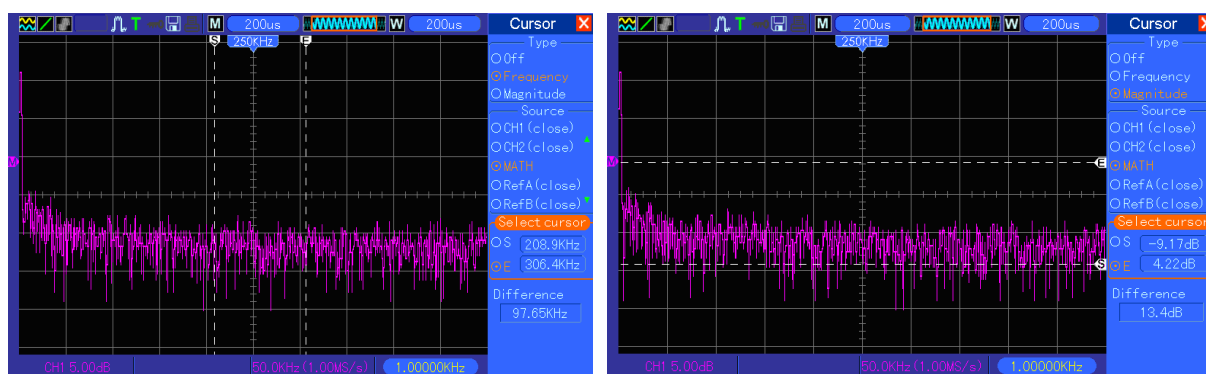 T M 200us W 200us Cursor X
S 250KHz E
Type
Off
Frequency
Magnitude
Source
CH1(close)
CH2(close)
M
MATH
RefA(close)
RefB(close)
Select cursor
S 208.9KHz
E 306.4KHz
Difference
97.65KHz
CH1 5.00dB 50.0KHz(1.00MS/s) 1.00000KHz
T M 200us W 200us Cursor X
250KHz
Type
Off
Frequency
Magnitude
Source
CH1(close)
CH2(close)
M E
MATH
RefA(close)
RefB(close)
Select cursor
S -9.17dB
S
E 4.22dB
Difference
13.4dB
CH1 5.00dB 50.0KHz(1.00MS/s) 1.00000KHz